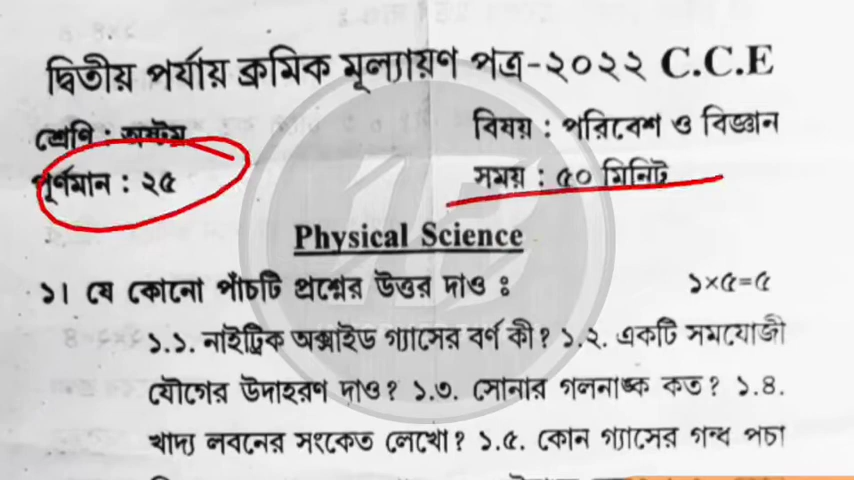 দ্বিতীয় পর্যায় ক্রমিক মূল্যায়ণ পত্র-২০২২ C.C.E
শ্রেণি : অষ্টম
বিষয় : পরিবেশ ও বিজ্ঞান
পূর্ণমান : ২৫
সময় : ৫০ মিনিট
Physical Science
১। যে কোনো পাঁচটি প্রশ্নের উত্তর দাও ঃ ১×৫=৫
১.১. নাইট্রিক অক্সাইড গ্যাসের বর্ণ কী? ১.২. একটি সমযোজী
যৌগের উদাহরণ দাও? ১.৩. সোনার গলনাঙ্ক কত? ১.৪.
খাদ্য লবনের সংকেত লেখো? ১.৫. কোন গ্যাসের গন্ধ পচা